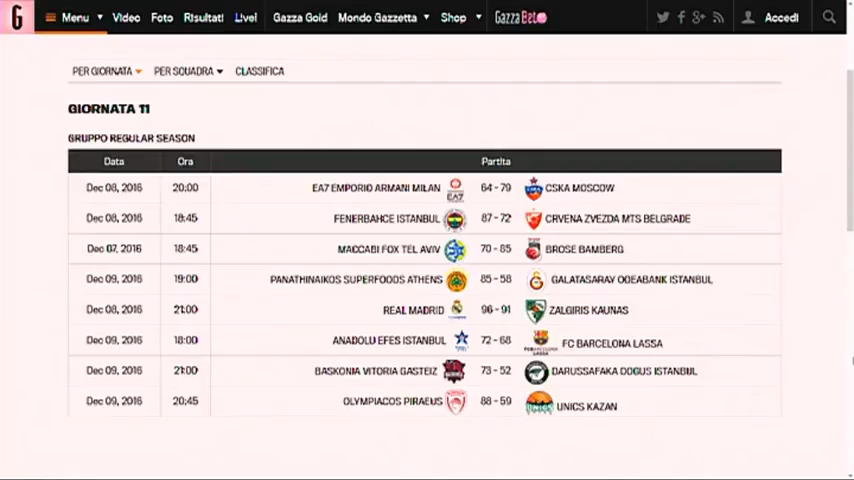 G Menu Video Foto Risultati Live! Gazza Gold Mondo Gazzetta Shop GazzaBet Accedi
PER GIORNATA PER SQUADRA CLASSIFICA
GIORNATA 11
GRUPPO REGULAR SEASON
Data Ora Partita
Dec 08, 2016 20:00 EA7 EMPORIO ARMANI MILAN EA7 64 - 79 CSKA MOSCOW
Dec 08, 2016 18:45 FENERBAHCE ISTANBUL 87 - 72 CRVENA ZVEZDA MTS BELGRADE
Dec 07, 2016 18:45 MACCABI FOX TEL AVIV 70 - 85 BROSE BAMBERG
Dec 09, 2016 19:00 PANATHINAIKOS SUPERFOODS ATHENS 85 - 58 GALATASARAY ODEABANK ISTANBUL
Dec 08, 2016 21:00 REAL MADRID 96 - 91 ZALGIRIS KAUNAS
Dec 09, 2016 18:00 ANADOLU EFES ISTANBUL 72 - 68 FC BARCELONA LASSA
Dec 09, 2016 21:00 BASKONIA VITORIA GASTEIZ 73 - 52 DARUSSAFAKA DOGUS ISTANBUL
Dec 09, 2016 20:45 OLYMPIACOS PIRAEUS 88 - 59 UNICS KAZAN